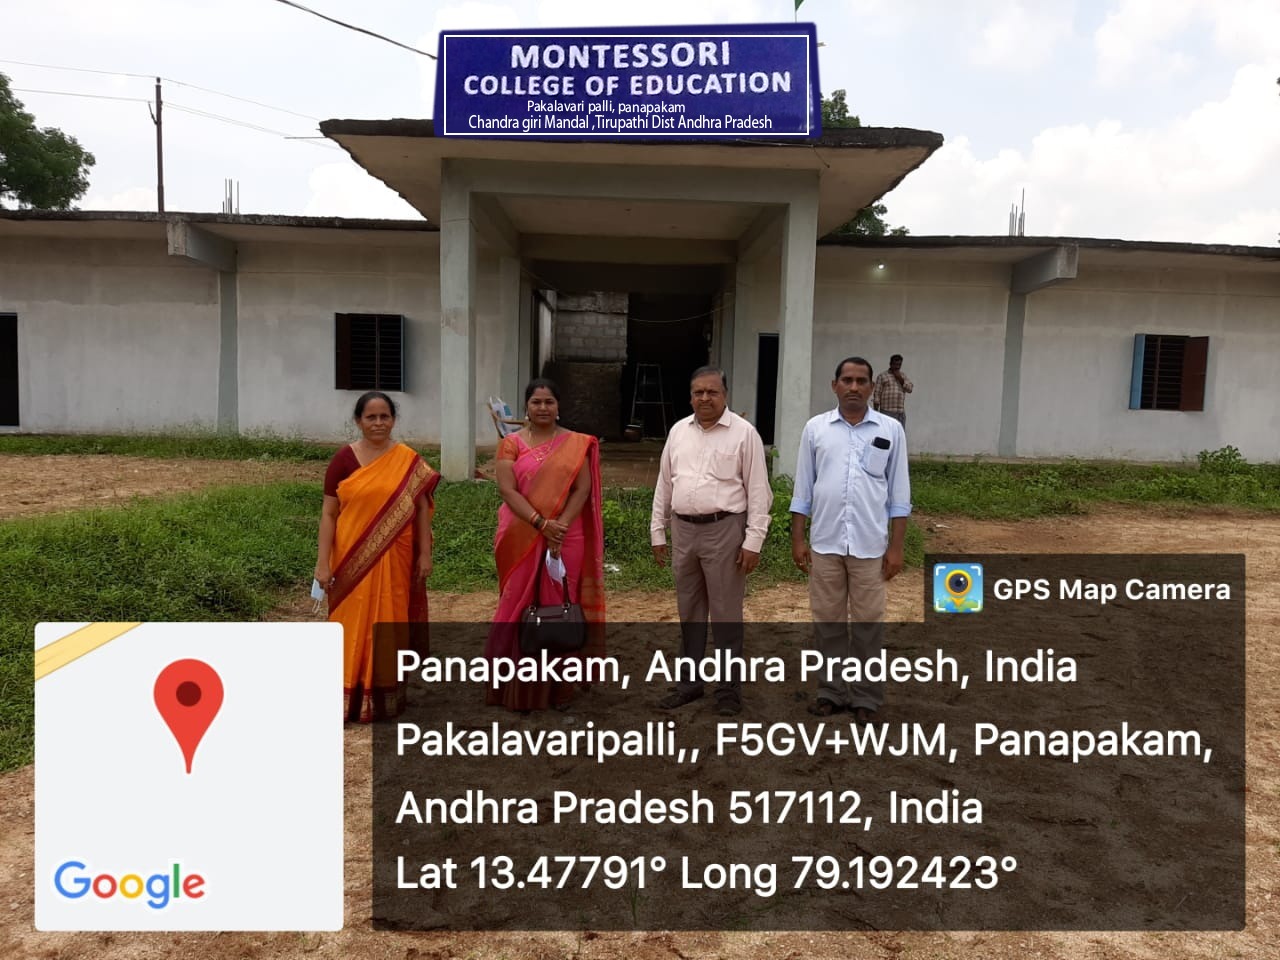 MONTESSORI
COLLEGE OF EDUCATION
Pakalavari palli, panapakam
Chandra giri Mandal ,Tirupathi Dist Andhra Pradesh
GPS Map Camera
Panapakam, Andhra Pradesh, India
Pakalavaripalli,, F5GV+WJM, Panapakam,
Andhra Pradesh 517112, India
Lat 13.47791° Long 79.192423°
Google